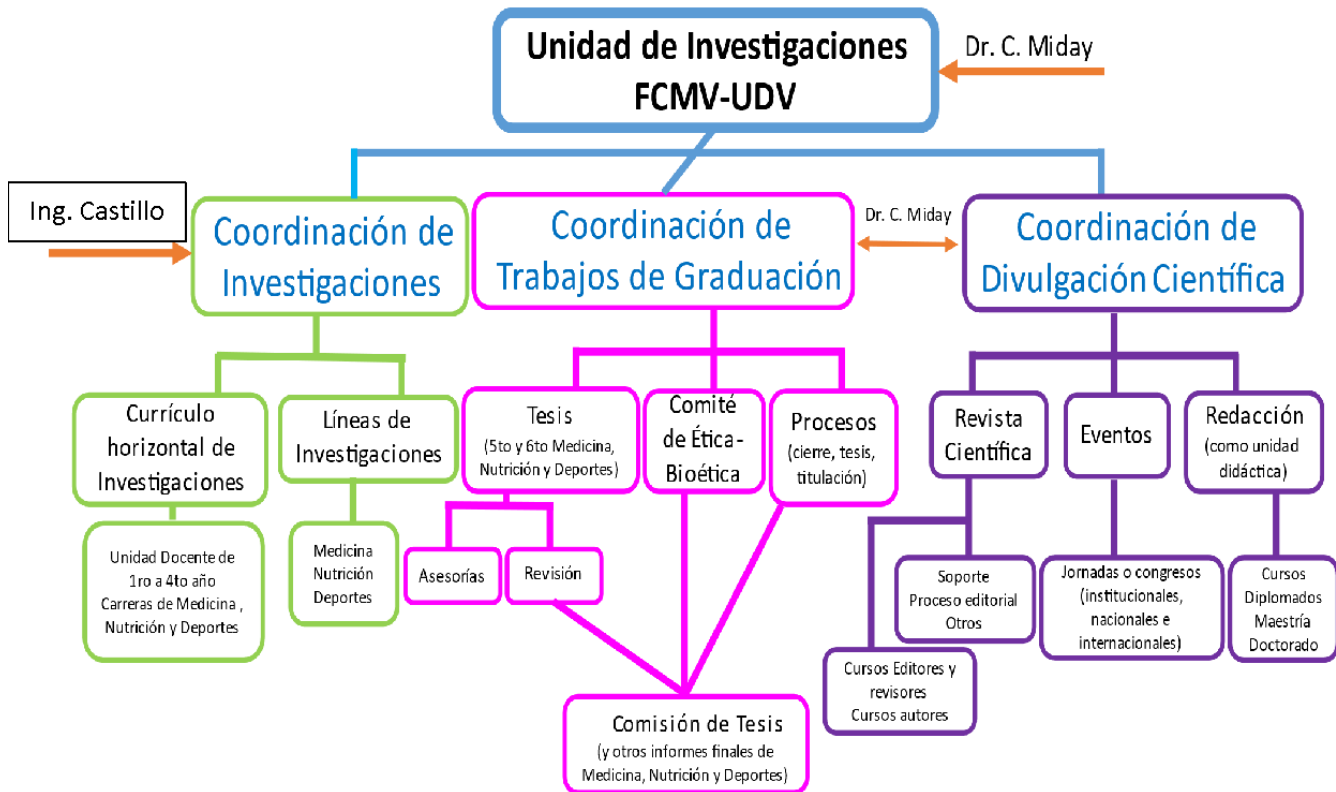 Unidad de Investigaciones
FCMV-UDV
Dr. C. Miday
Ing. Castillo
Coordinación de
Investigaciones
Coordinación de
Trabajos de Graduación
Dr. C. Miday
Coordinación de
Divulgación Científica
Currículo
horizontal de
Investigaciones
Líneas de
Investigaciones
Tesis
(5to y 6to Medicina,
Nutrición y Deportes)
Comité
de Ética-
Bioética
Procesos
(cierre, tesis,
titulación)
Revista
Científica
Eventos
Redacción
(como unidad
didáctica)
Unidad Docente de
1ro a 4to año
Carreras de Medicina ,
Nutrición y Deportes
Medicina
Nutrición
Deportes
Asesorías
Revisión
Soporte
Proceso editorial
Otros
Jornadas o congresos
(institucionales,
nacionales e
internacionales)
Cursos
Diplomados
Maestría
Doctorado
Cursos Editores y
revisores
Cursos autores
Comisión de Tesis
(y otros informes finales de
Medicina, Nutrición y Deportes)